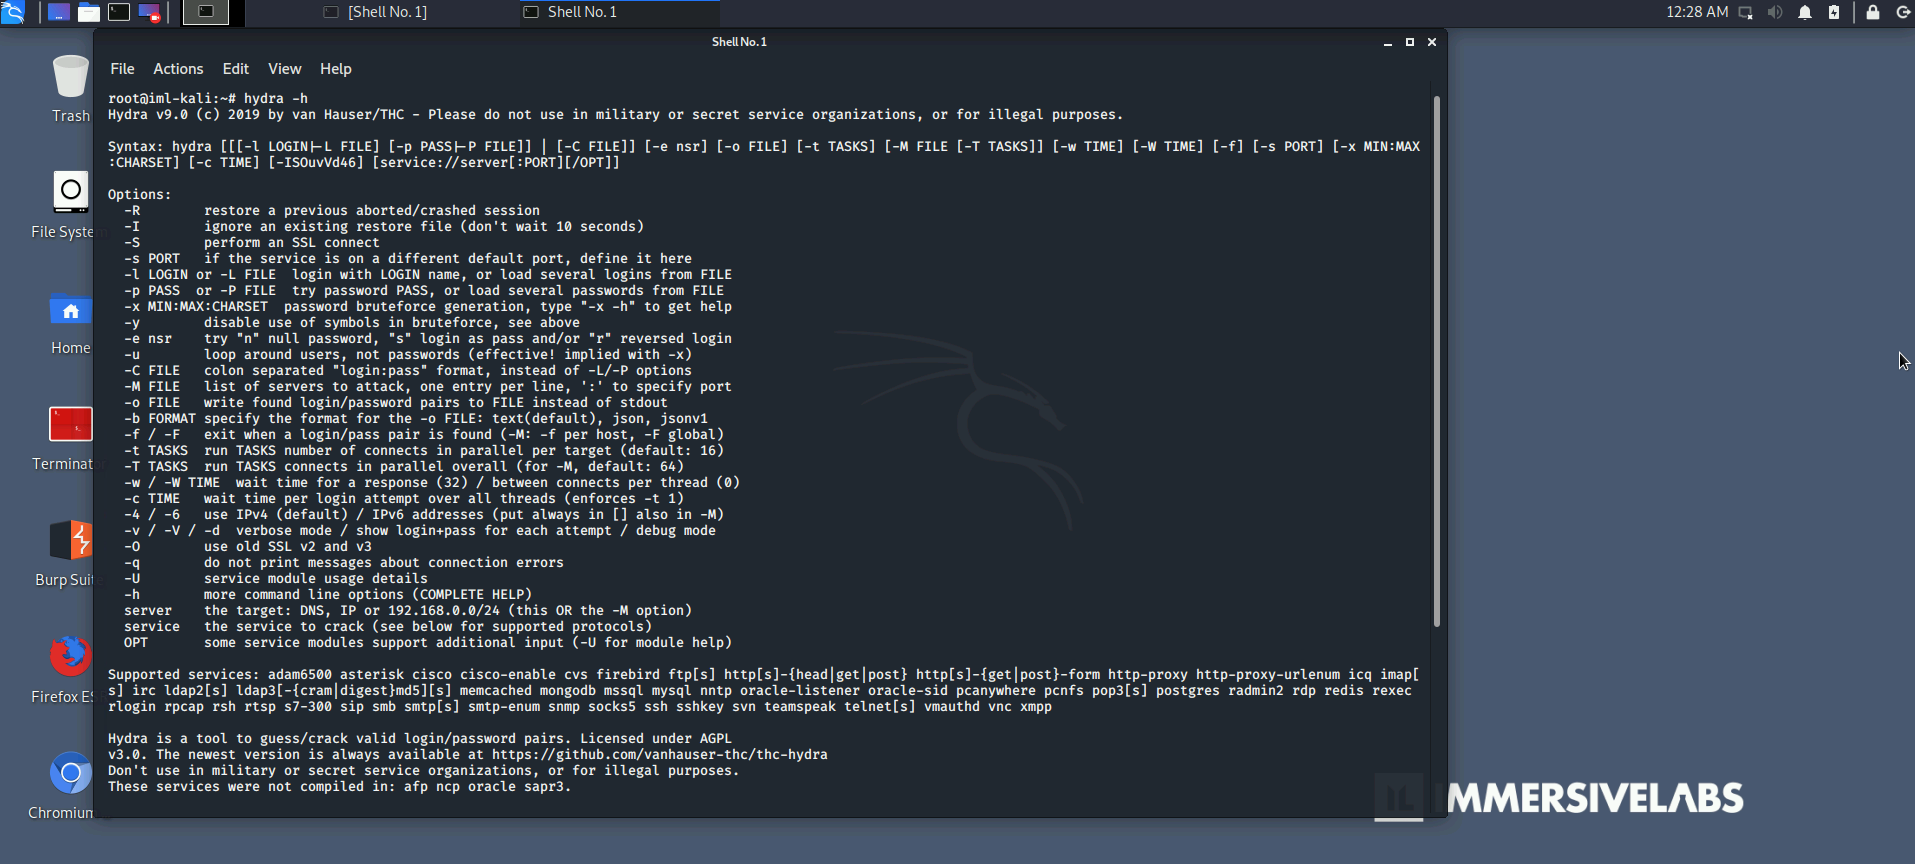 [Shell No. 1]
Shell No. 1
12:28 AM
Shell No. 1
File Actions Edit View Help
Trash
File Syste
Home
Terminat
Burp Suit
Firefox ES
Chromium
root@iml-kali:~# hydra -h
Hydra v9.0 (c) 2019 by van Hauser/THC - Please do not use in military or secret service organizations, or for illegal purposes.
Syntax: hydra [[[-l LOGIN|-L FILE] [-p PASS|-P FILE]] | [-C FILE]] [-e nsr] [-o FILE] [-t TASKS] [-M FILE [-T TASKS]] [-w TIME] [-W TIME] [-f] [-s PORT] [-x MIN:MAX
:CHARSET] [-c TIME] [-ISOuvVd46] [service://server[:PORT][/OPT]]
Options:
-R restore a previous aborted/crashed session
-I ignore an existing restore file (don't wait 10 seconds)
-S perform an SSL connect
-s PORT if the service is on a different default port, define it here
-l LOGIN or -L FILE login with LOGIN name, or load several logins from FILE
-p PASS or -P FILE try password PASS, or load several passwords from FILE
-x MIN:MAX:CHARSET password bruteforce generation, type "-x -h" to get help
-y disable use of symbols in bruteforce, see above
-e nsr try "n" null password, "s" login as pass and/or "r" reversed login
-u loop around users, not passwords (effective! implied with -x)
-C FILE colon separated "login:pass" format, instead of -L/-P options
-M FILE list of servers to attack, one entry per line, ':' to specify port
-o FILE write found login/password pairs to FILE instead of stdout
-b FORMAT specify the format for the -o FILE: text(default), json, jsonv1
-f / -F exit when a login/pass pair is found (-M: -f per host, -F global)
-t TASKS run TASKS number of connects in parallel per target (default: 16)
-T TASKS run TASKS connects in parallel overall (for -M, default: 64)
-w / -W TIME wait time for a response (32) / between connects per thread (0)
-c TIME wait time per login attempt over all threads (enforces -t 1)
-4 / -6 use IPv4 (default) / IPv6 addresses (put always in [] also in -M)
-v / -V / -d verbose mode / show login+pass for each attempt / debug mode
-O use old SSL v2 and v3
-q do not print messages about connection errors
-U service module usage details
-h more command line options (COMPLETE HELP)
server the target: DNS, IP or 192.168.0.0/24 (this OR the -M option)
service the service to crack (see below for supported protocols)
OPT some service modules support additional input (-U for module help)
Supported services: adam6500 asterisk cisco cisco-enable cvs firebird ftp[s] http[s]-{head|get|post} http[s]-{get|post}-form http-proxy http-proxy-urlenum icq imap[
s] irc ldap2[s] ldap3[-{cram|digest}md5][s] memcached mongodb mssql mysql nntp oracle-listener oracle-sid pcanywhere pcnfs pop3[s] postgres radmin2 rdp redis rexec
rlogin rpcap rsh rtsp s7-300 sip smb smtp[s] smtp-enum snmp socks5 ssh sshkey svn teamspeak telnet[s] vmauthd vnc xmpp
Hydra is a tool to guess/crack valid login/password pairs. Licensed under AGPL
v3.0. The newest version is always available at https://github.com/vanhauser-thc/thc-hydra
Don't use in military or secret service organizations, or for illegal purposes.
These services were not compiled in: afp ncp oracle sapr3.
IL IMMERSIVELABS